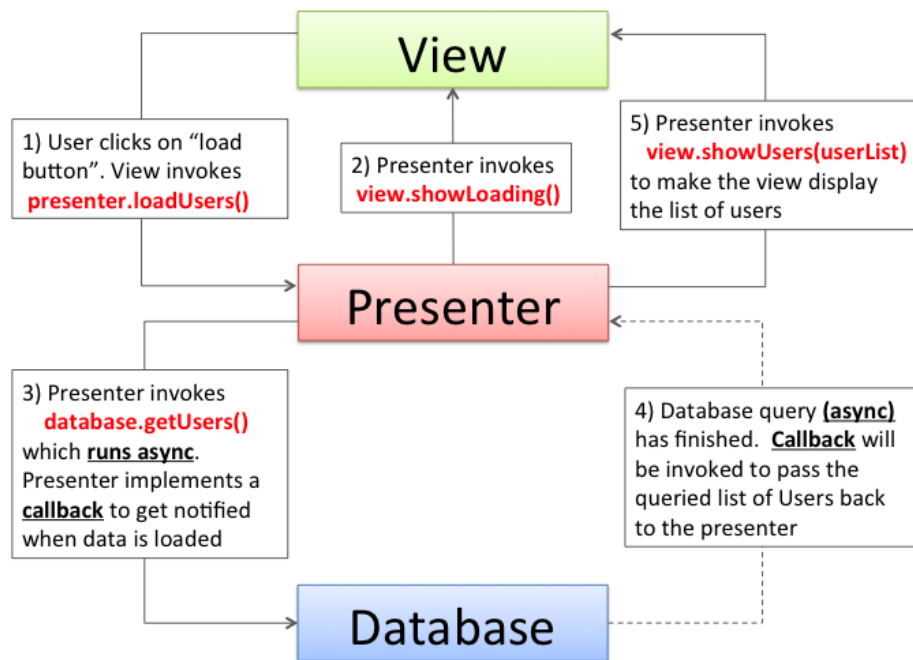 View
1) User clicks on “load
button”. View invokes
presenter.loadUsers()
2) Presenter invokes
view.showLoading()
5) Presenter invokes
view.showUsers(userList)
to make the view display
the list of users
Presenter
3) Presenter invokes
database.getUsers()
which runs async.
Presenter implements a
callback to get notified
when data is loaded
4) Database query (async)
has finished. Callback will
be invoked to pass the
queried list of Users back
to the presenter
Database